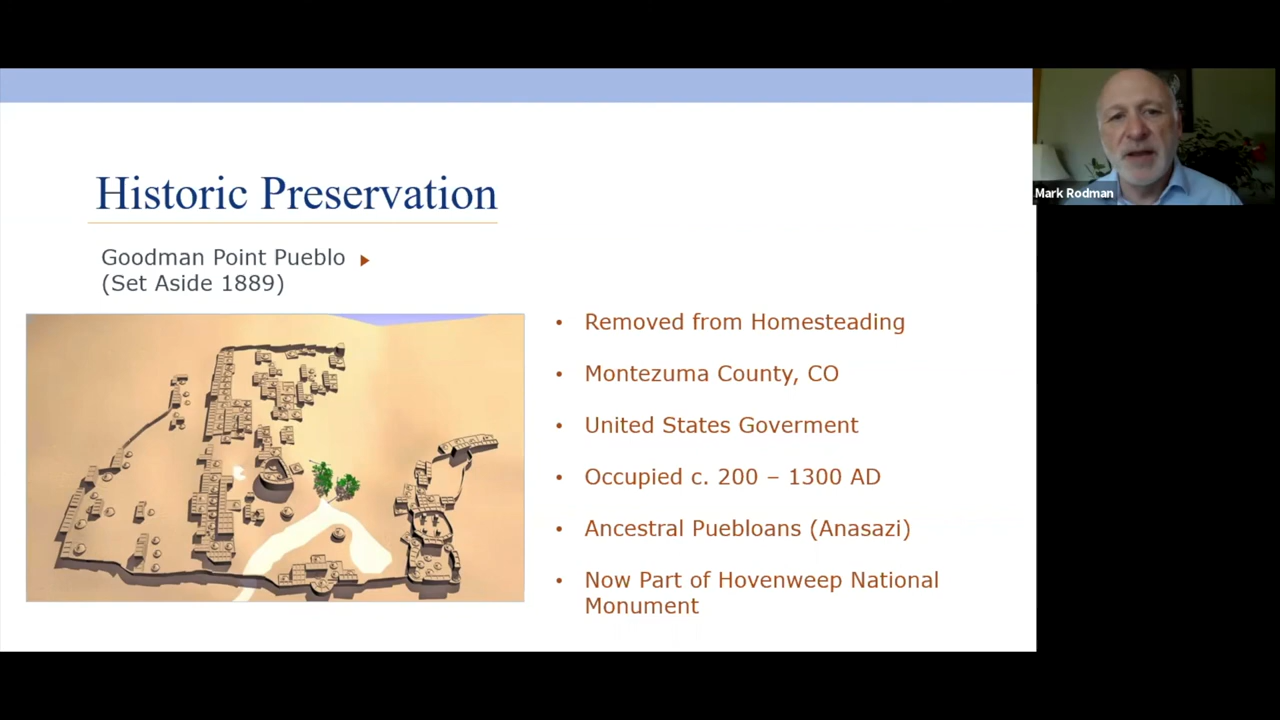 Historic Preservation
Goodman Point Pueblo
(Set Aside 1889)
• Removed from Homesteading
• Montezuma County, CO
• United States Goverment
• Occupied c. 200 – 1300 AD
• Ancestral Puebloans (Anasazi)
• Now Part of Hovenweep National
Monument
Mark Rodman